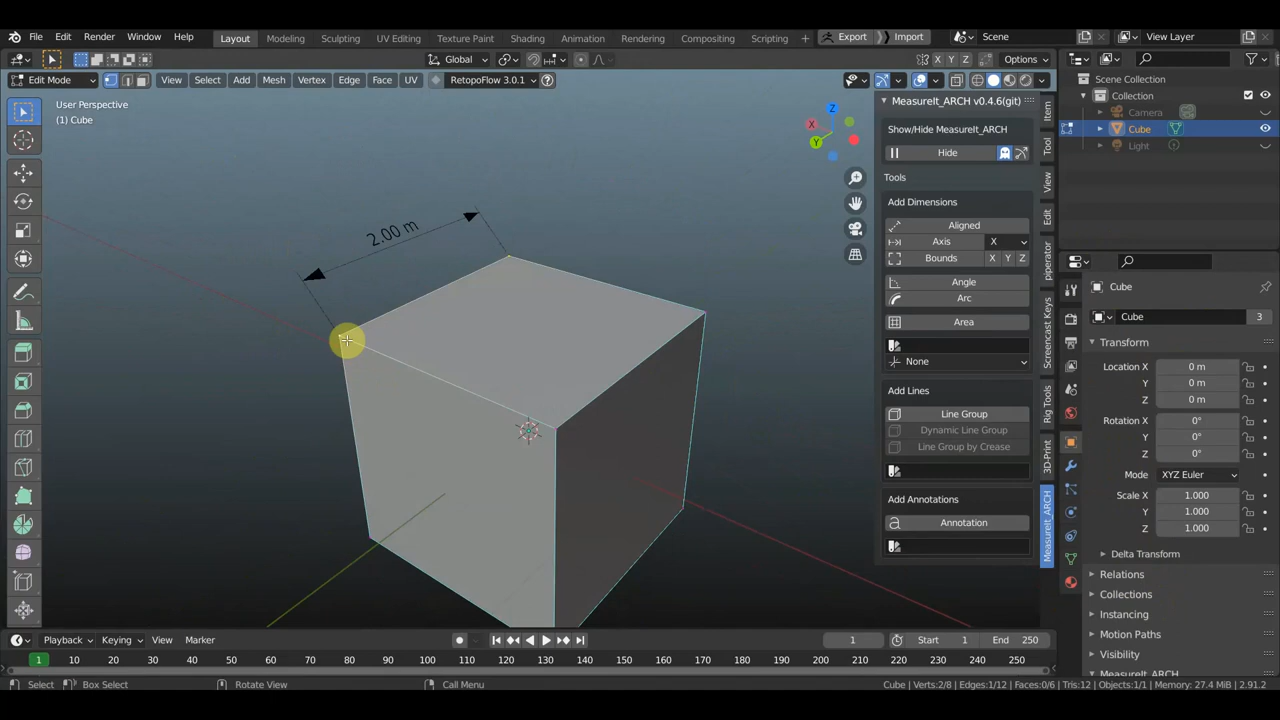 File Edit Render Window Help Layout Modeling Sculpting UV Editing Texture Paint Shading Animation Rendering Compositing Scripting + Export Import Scene View Layer
Global X Y Z Options
Edit Mode View Select Add Mesh Vertex Edge Face UV RetopoFlow 3.0.1
User Perspective
(1) Cube
2.00 m
Z
X
Y
MeasureIt_ARCH v0.4.6(git)
Show/Hide MeasureIt_ARCH
Hide
Tools
Add Dimensions
Aligned
Axis X
Bounds X Y Z
Angle
Arc
Area
None
Add Lines
Line Group
Dynamic Line Group
Line Group by Crease
Add Annotations
Annotation
Item
Tool
View
Edit
piperator
Screencast Keys
Rig Tools
3D-Print
MeasureIt_ARCH
Scene Collection
Collection
Camera
Cube
Light
Cube
Cube 3
Transform
Location X 0 m
Y 0 m
Z 0 m
Rotation X 0°
Y 0°
Z 0°
Mode XYZ Euler
Scale X 1.000
Y 1.000
Z 1.000
Delta Transform
Relations
Collections
Instancing
Motion Paths
Visibility
MeasureIt_ARCH
Playback Keying View Marker 1 Start 1 End 250
1 10 20 30 40 50 60 70 80 90 100 110 120 130 140 150 160 170 180 190 200 210 220 230 240 250
Select Box Select Rotate View Call Menu Cube | Verts:2/8 | Edges:1/12 | Faces:0/6 | Tris:12 | Objects:1/1 | Memory: 27.4 MiB | 2.91.2